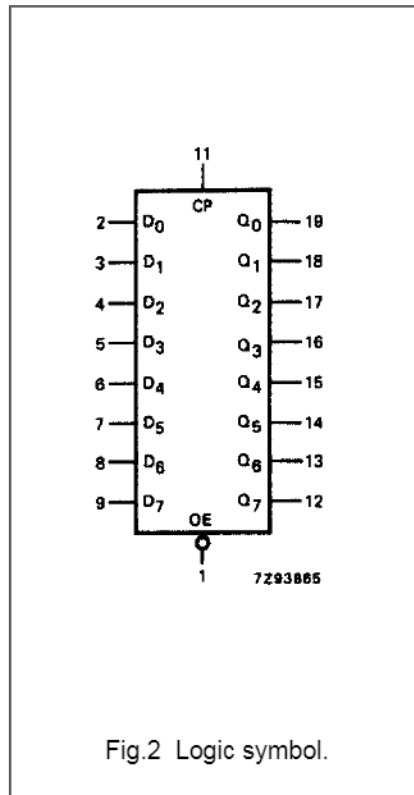 11
CP
2 D0 Q0 19
3 D1 Q1 18
4 D2 Q2 17
5 D3 Q3 16
6 D4 Q4 15
7 D5 Q5 14
8 D6 Q6 13
9 D7 Q7 12
OE
1 7Z93865
Fig.2 Logic symbol.